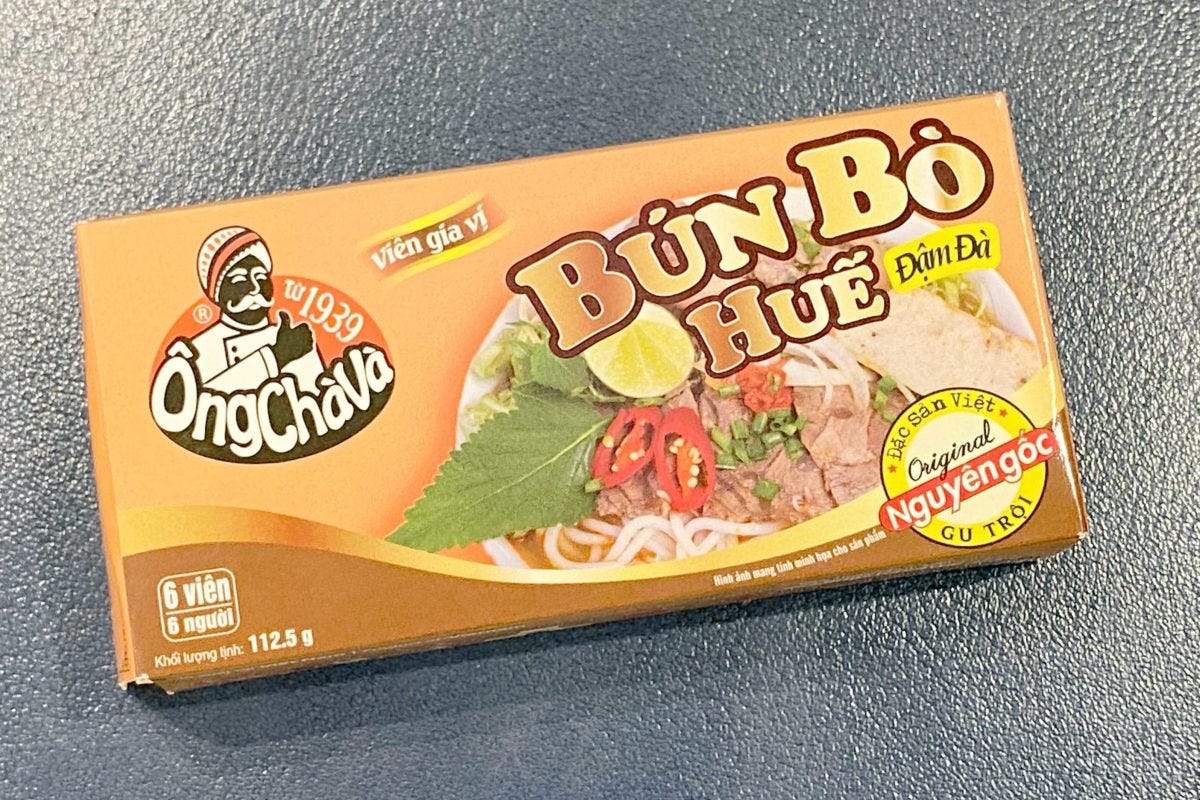 Viên gia vị
BÚN BÒ
HUẾ
Đậm Đà
®
từ 1939
ÔngChàVà
Đặc Sản Việt
Original
Nguyên gốc
GU TRỘI
6 viên
6 người
Khối lượng tịnh: 112.5 g
Hình ảnh mang tính minh họa cho sản phẩm